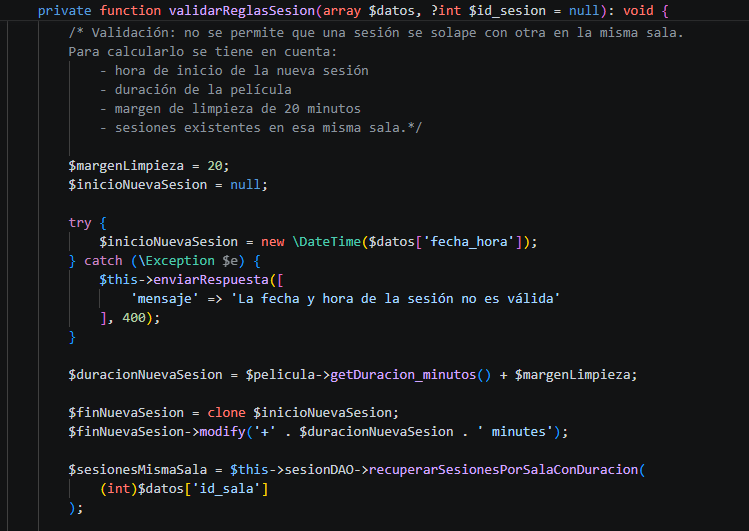 private function validarReglasSesion(array $datos, ?int $id_sesion = null): void {
/* Validación: no se permite que una sesión se solape con otra en la misma sala.
Para calcularlo se tiene en cuenta:
- hora de inicio de la nueva sesión
- duración de la película
- margen de limpieza de 20 minutos
- sesiones existentes en esa misma sala.*/
$margenLimpieza = 20;
$inicioNuevaSesion = null;
try {
$inicioNuevaSesion = new \DateTime($datos['fecha_hora']);
} catch (\Exception $e) {
$this->enviarRespuesta([
'mensaje' => 'La fecha y hora de la sesión no es válida'
], 400);
}
$duracionNuevaSesion = $pelicula->getDuracion_minutos() + $margenLimpieza;
$finNuevaSesion = clone $inicioNuevaSesion;
$finNuevaSesion->modify('+' . $duracionNuevaSesion . ' minutes');
$sesionesMismaSala = $this->sesionDAO->recuperarSesionesPorSalaConDuracion(
(int)$datos['id_sala']
);